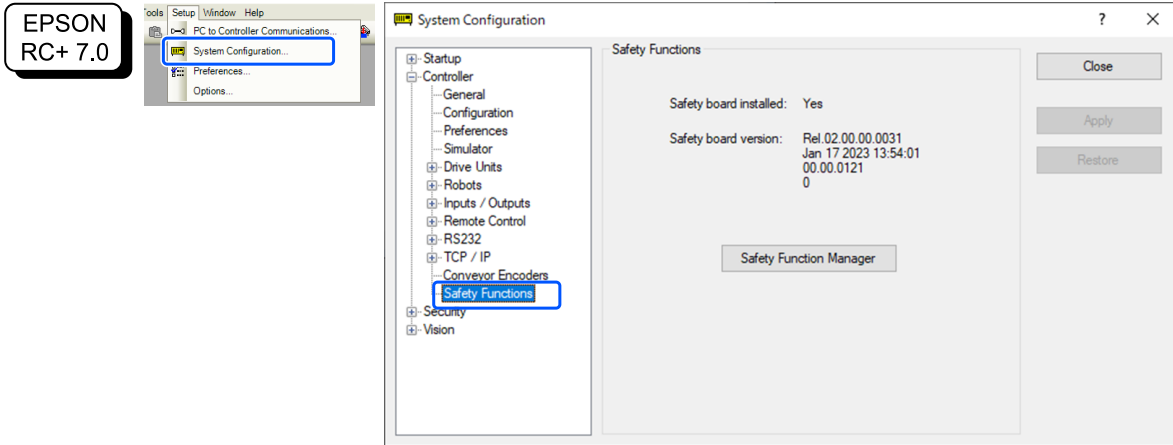 EPSON
RC+ 7.0
ools Setup Window Help
PC to Controller Communications...
System Configuration...
Preferences...
Options...
System Configuration
?
Startup
Controller
General
Configuration
Preferences
Simulator
Drive Units
Robots
Inputs / Outputs
Remote Control
RS232
TCP / IP
Conveyor Encoders
Safety Functions
Security
Vision
Safety Functions
Safety board installed: Yes
Safety board version: Rel.02.00.00.0031
Jan 17 2023 13:54:01
00.00.0121
0
Safety Function Manager
Close
Apply
Restore